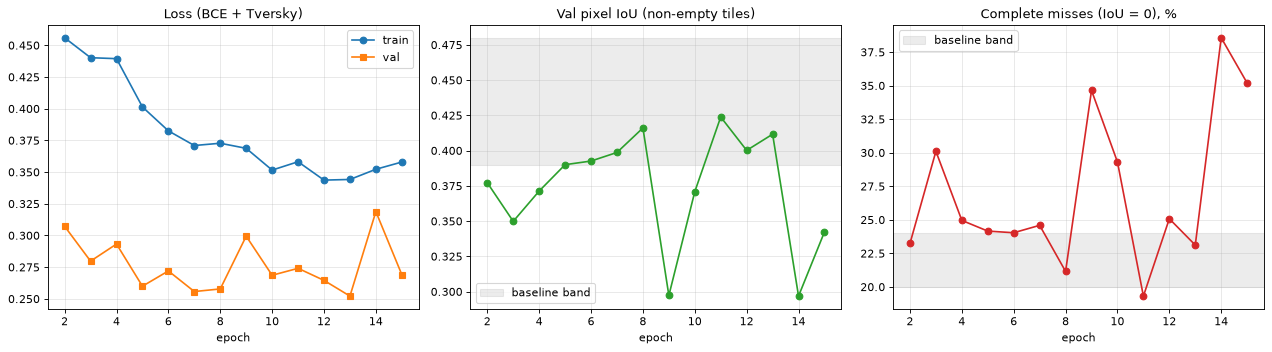 Loss (BCE + Tversky)
train
val
0.450
0.425
0.400
0.375
0.350
0.325
0.300
0.275
0.250
2 4 6 8 10 12 14
epoch
Val pixel IoU (non-empty tiles)
0.475
0.450
0.425
0.400
0.375
0.350
0.325
0.300
baseline band
2 4 6 8 10 12 14
epoch
Complete misses (IoU = 0), %
baseline band
37.5
35.0
32.5
30.0
27.5
25.0
22.5
20.0
2 4 6 8 10 12 14
epoch